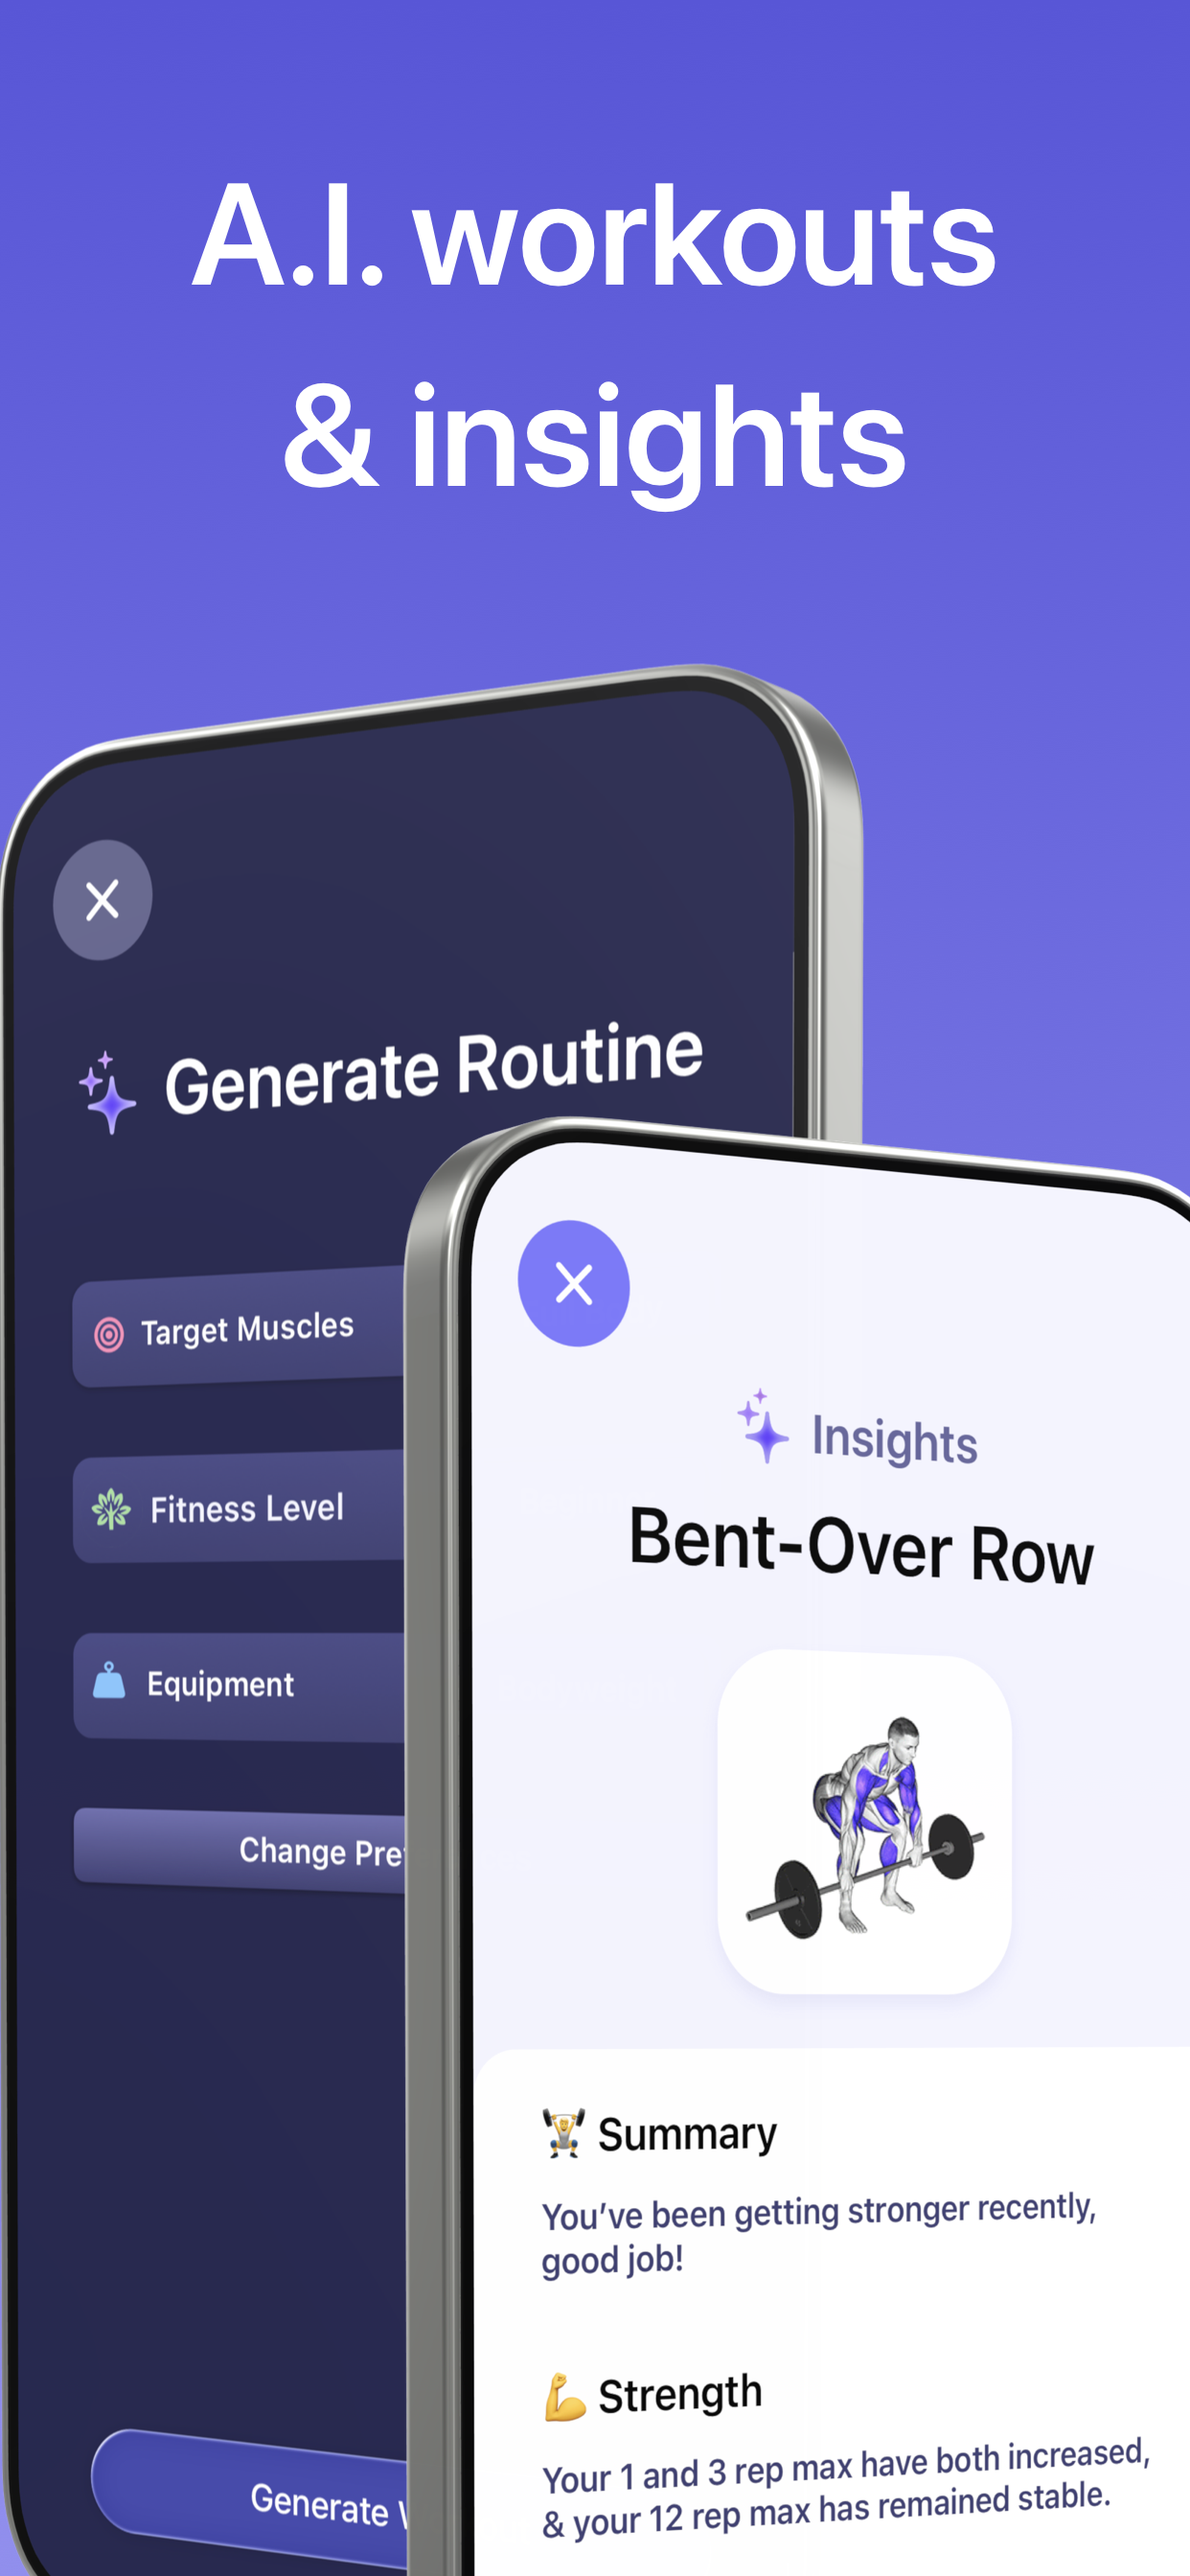 A.I. workouts
& insights
Generate Routine
Target Muscles
Fitness Level
Equipment
Change
Generate
Insights
Bent-Over Row
Summary
You’ve been getting stronger recently,
good job!
Strength
Your 1 and 3 rep max have both increased,
& your 12 rep max has remained stable.